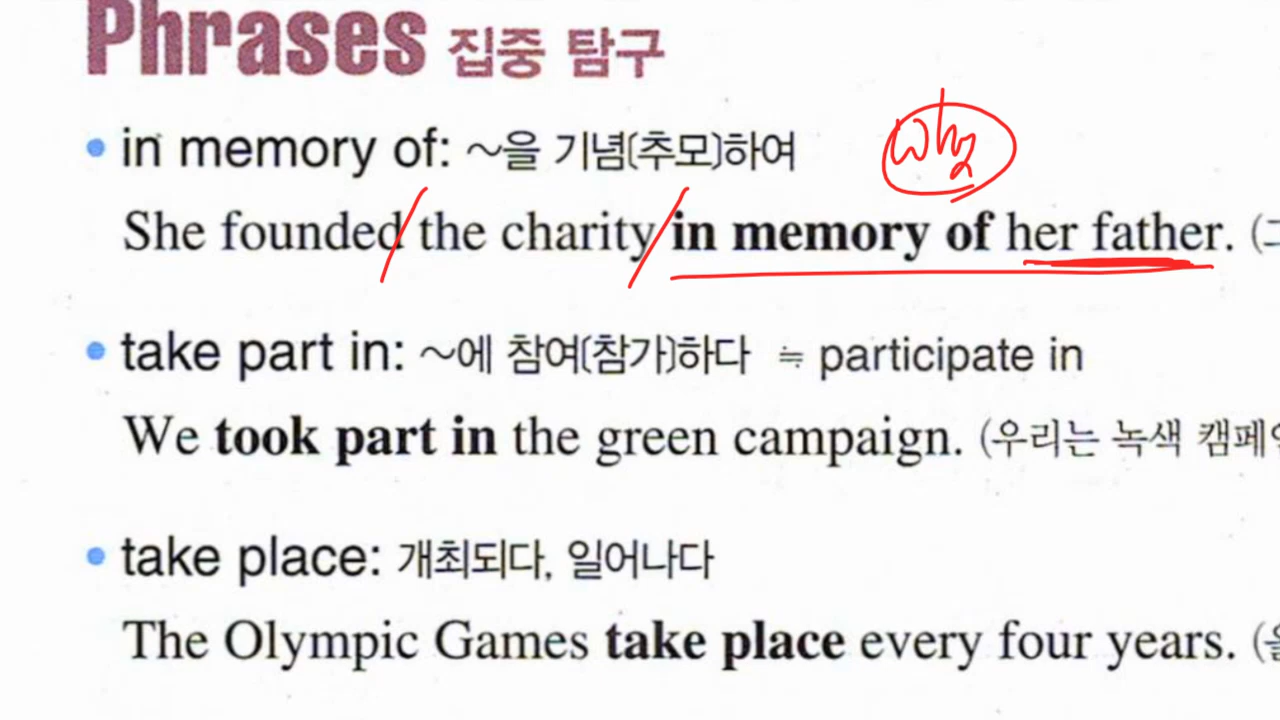 Phrases 집중 탐구
• in memory of: ～을 기념(추모)하여
why
She founded the charity in memory of her father. (그
• take part in: ～에 참여(참가)하다 ≒ participate in
We took part in the green campaign. (우리는 녹색 캠페인
• take place: 개최되다, 일어나다
The Olympic Games take place every four years. (올